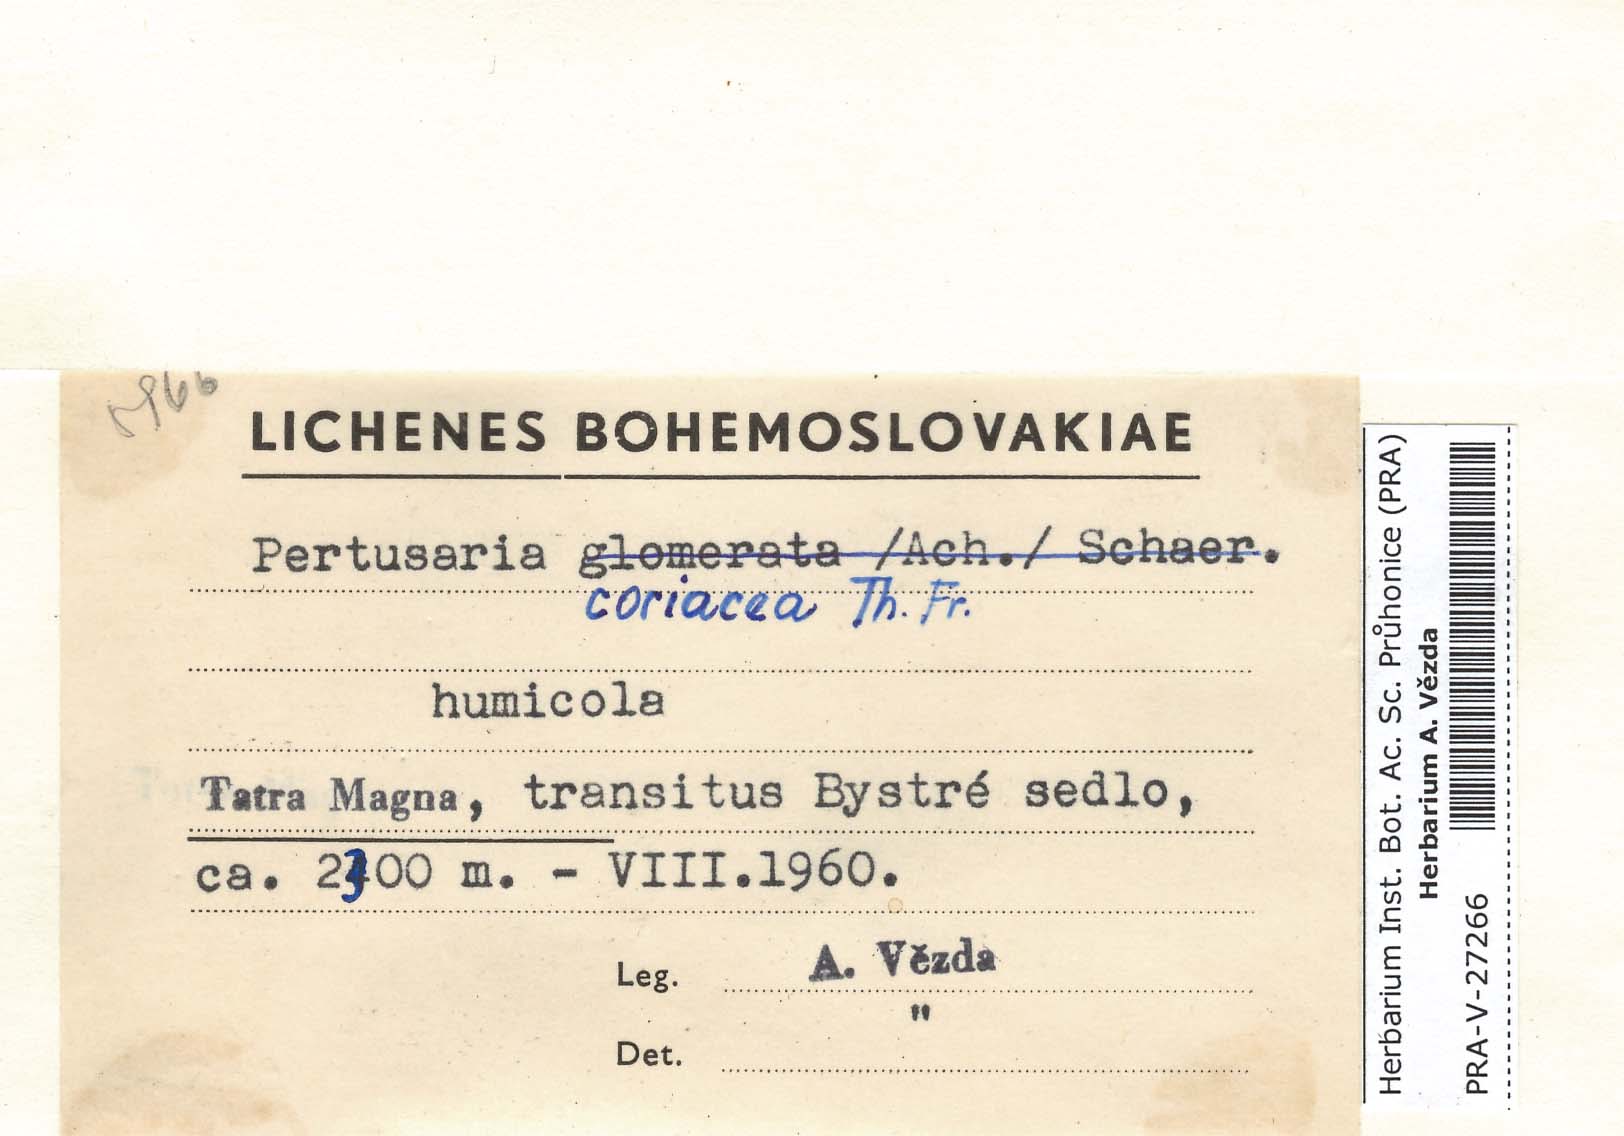 LICHENES BOHEMOSLOVAKIAE
Pertusaria glomerata /Ach./ Schaer.
coriacea Th. Fr.
humicola
Tatra Magna, transitus Bystré sedlo,
ca. 2300 m. - VIII.1960.
Leg. A. Vězda
Det. "
Herbarium Inst. Bot. Ac. Sc. Průhonice (PRA)
Herbarium A. Vězda
PRA-V-27266